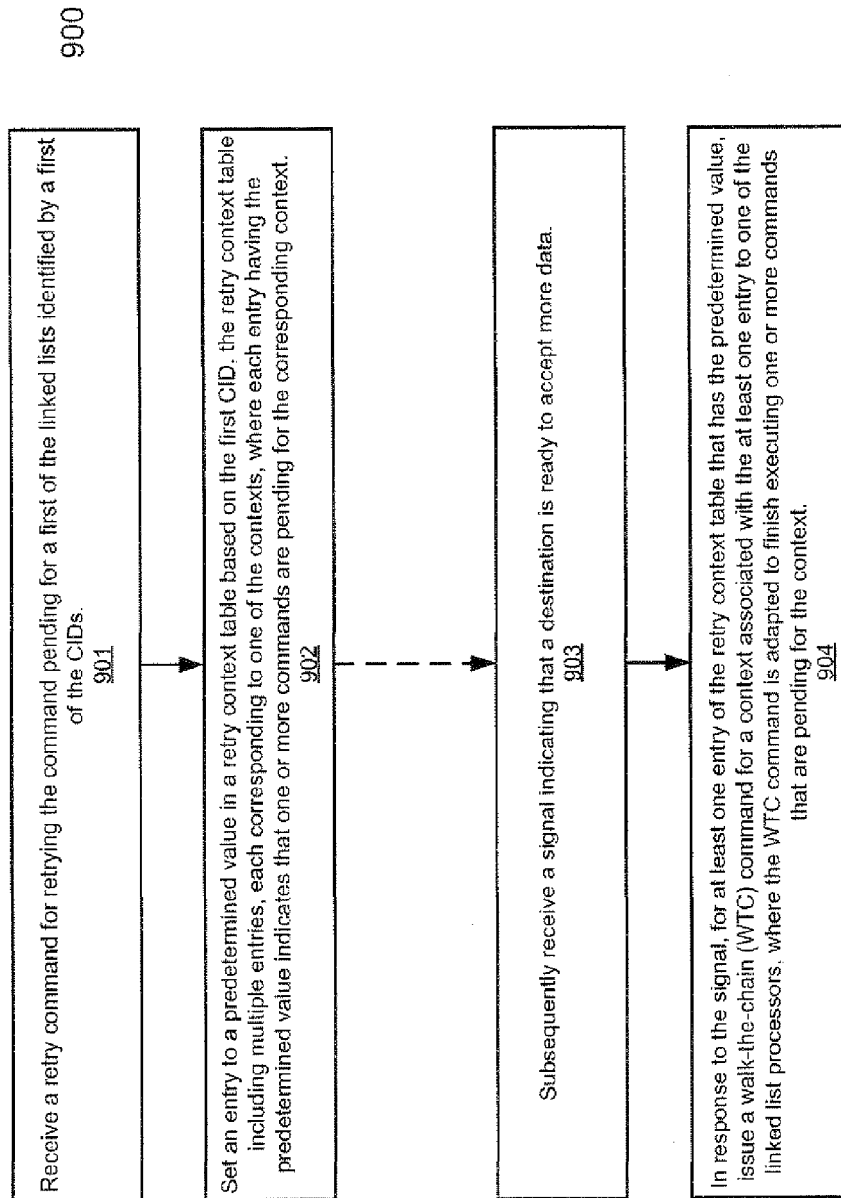 900
Receive a retry command for retrying the command pending for a first of the linked lists identified by a first
of the CIDs.
901
Set an entry to a predetermined value in a retry context table based on the first CID, the retry context table
including multiple entries, each corresponding to one of the contexts, where each entry having the
predetermined value indicates that one or more commands are pending for the corresponding context.
902
Subsequently receive a signal indicating that a destination is ready to accept more data.
903
In response to the signal, for at least one entry of the retry context table that has the predetermined value,
issue a walk-the-chain (WTC) command for a context associated with the at least one entry to one of the
linked list processors, where the WTC command is adapted to finish executing one or more commands
that are pending for the context.
904